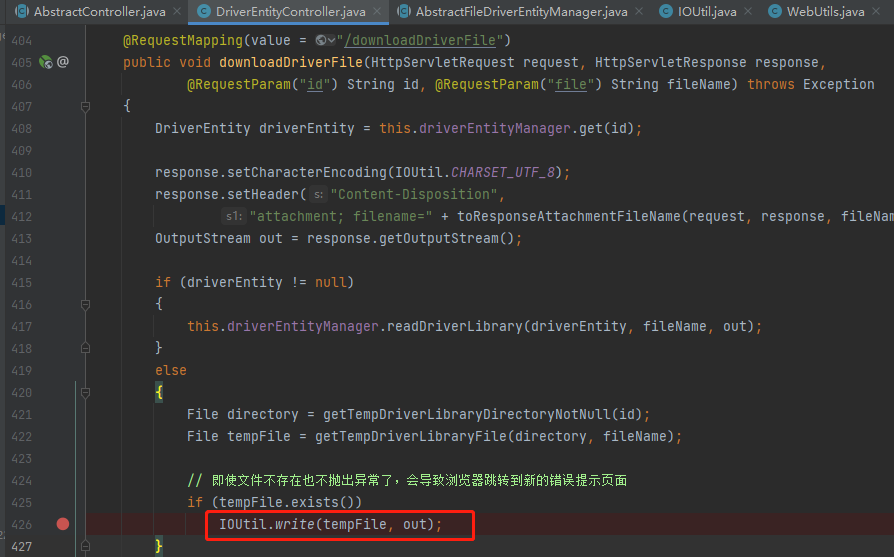 AbstractController.java × DriverEntityController.java × AbstractFileDriverEntityManager.java × IOUtil.java × WebUtils.java ×
404 @RequestMapping(value = "/downloadDriverFile")
405 @ public void downloadDriverFile(HttpServletRequest request, HttpServletResponse response,
406 @RequestParam("id") String id, @RequestParam("file") String fileName) throws Exception
407 {
408 DriverEntity driverEntity = this.driverEntityManager.get(id);
409
410 response.setCharacterEncoding(IOUtil.CHARSET_UTF_8);
411 response.setHeader( s: "Content-Disposition",
412 s1: "attachment; filename=" + toResponseAttachmentFileName(request, response, fileNam
413 OutputStream out = response.getOutputStream();
414
415 if (driverEntity != null)
416 {
417 this.driverEntityManager.readDriverLibrary(driverEntity, fileName, out);
418 }
419 else
420 {
421 File directory = getTempDriverLibraryDirectoryNotNull(id);
422 File tempFile = getTempDriverLibraryFile(directory, fileName);
423
424 // 即使文件不存在也不抛出异常了，会导致浏览器跳转到新的错误提示页面
425 if (tempFile.exists())
426 IOUtil.write(tempFile, out);
427 }